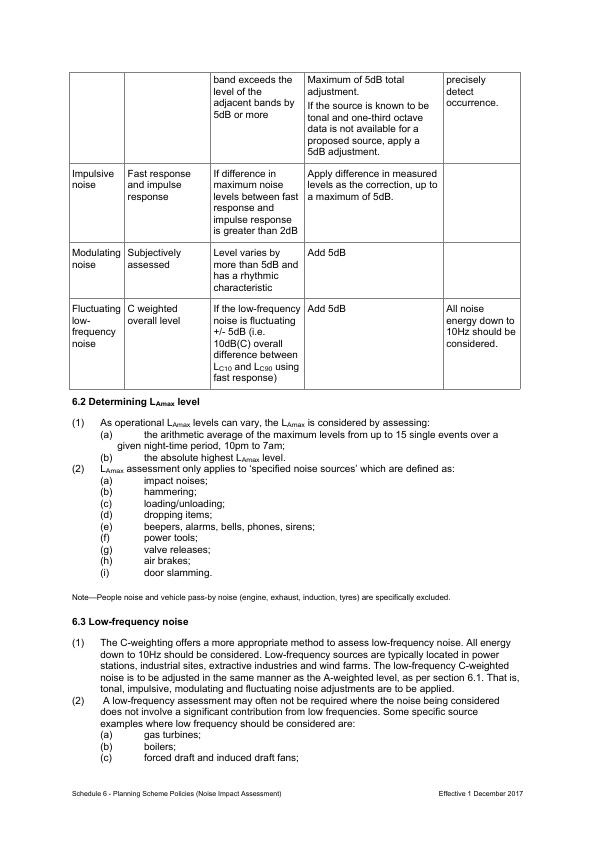 band exceeds the
level of the
adjacent bands by
5dB or more
Maximum of 5dB total
adjustment.
If the source is known to be
tonal and one-third octave
data is not available for a
proposed source, apply a
5dB adjustment.
precisely
detect
occurrence.
Impulsive
noise
Fast response
and impulse
response
If difference in
maximum noise
levels between fast
response and
impulse response
is greater than 2dB
Apply difference in measured
levels as the correction, up to
a maximum of 5dB.
Modulating
noise
Subjectively
assessed
Level varies by
more than 5dB and
has a rhythmic
characteristic
Add 5dB
Fluctuating
low-
frequency
noise
C weighted
overall level
If the low-frequency
noise is fluctuating
+/- 5dB (i.e.
10dB(C) overall
difference between
LC10 and LC90 using
fast response)
Add 5dB
All noise
energy down to
10Hz should be
considered.
6.2 Determining LAmax level
(1) As operational LAmax levels can vary, the LAmax is considered by assessing:
(a) the arithmetic average of the maximum levels from up to 15 single events over a
given night-time period, 10pm to 7am;
(b) the absolute highest LAmax level.
(2) LAmax assessment only applies to ‘specified noise sources’ which are defined as:
(a) impact noises;
(b) hammering;
(c) loading/unloading;
(d) dropping items;
(e) beepers, alarms, bells, phones, sirens;
(f) power tools;
(g) valve releases;
(h) air brakes;
(i) door slamming.
Note—People noise and vehicle pass-by noise (engine, exhaust, induction, tyres) are specifically excluded.
6.3 Low-frequency noise
(1) The C-weighting offers a more appropriate method to assess low-frequency noise. All energy
down to 10Hz should be considered. Low-frequency sources are typically located in power
stations, industrial sites, extractive industries and wind farms. The low-frequency C-weighted
noise is to be adjusted in the same manner as the A-weighted level, as per section 6.1. That is,
tonal, impulsive, modulating and fluctuating noise adjustments are to be applied.
(2) A low-frequency assessment may often not be required where the noise being considered
does not involve a significant contribution from low frequencies. Some specific source
examples where low frequency should be considered are:
(a) gas turbines;
(b) boilers;
(c) forced draft and induced draft fans;
Schedule 6 - Planning Scheme Policies (Noise Impact Assessment) Effective 1 December 2017